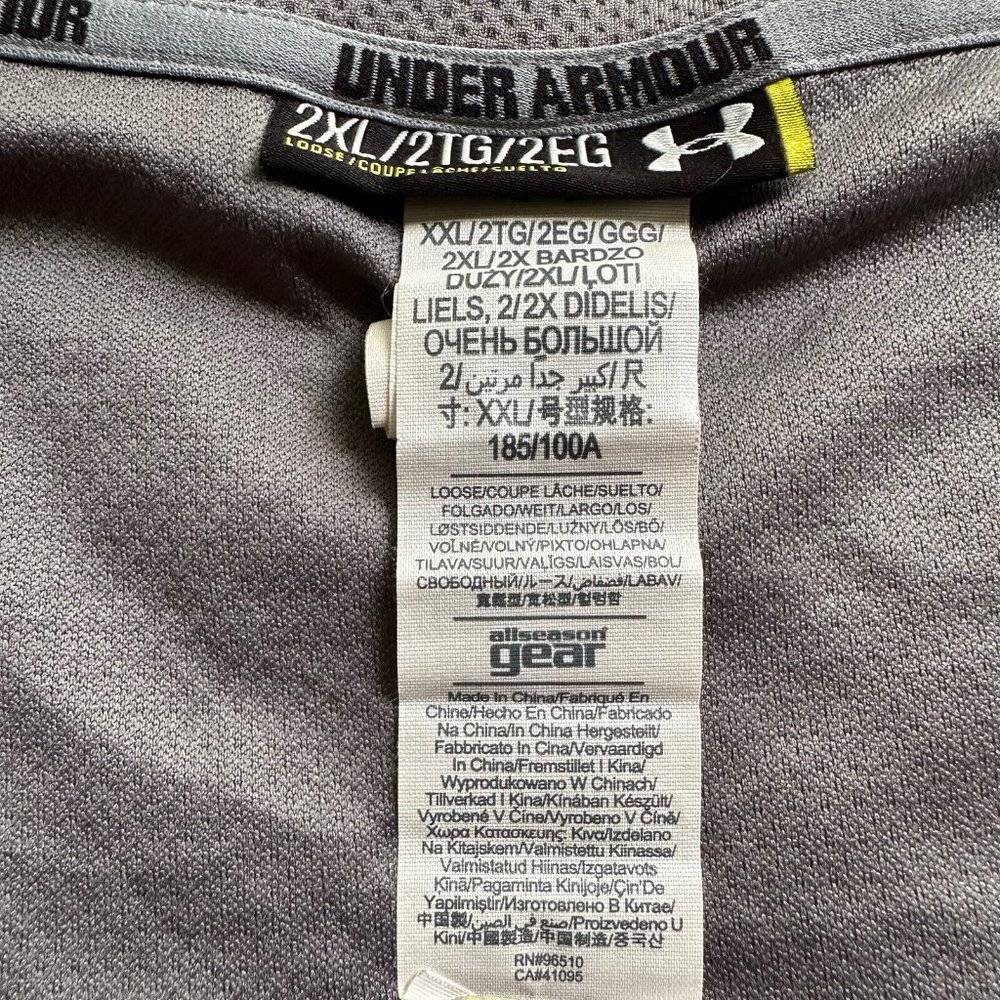 OUR
UNDER ARMOUR
2XL/2TG/2EG
LOOSE/COUPE LÂCHE/SUELTO
XXL/2TG/2EG/GGG/
2XL/2X BARDZO
DUŻY/2XL/ĻOTI
LIELS, 2/2X DIDELIS/
ОЧЕНЬ БОЛЬШОЙ
2/كبير جداً مرتين/尺
寸: XXL/号型规格:
185/100A
LOOSE/COUPE LÂCHE/SUELTO/
FOLGADO/WEIT/LARGO/LOS/
LØSTSIDDENDE/LUŹNY/LÖS/BŐ/
VOĽNÉ/VOLNÝ/ΡΙΧΤΟ/OHLAPNA/
TILAVA/SUUR/VALĪGS/LAISVAS/BOL/
СВОБОДНЫЙ/ルース/فضفاض/LABAV/
寬鬆型/宽松型/헐렁함
allseason
gear
Made In China/Fabriqué En
Chine/Hecho En China/Fabricado
Na China/In China Hergestellt/
Fabbricato In Cina/Vervaardigd
In China/Fremstillet I Kina/
Wyprodukowano W Chinach/
Tillverkad I Kina/Kínában Készült/
Vyrobené V Číne/Vyrobeno V Číně/
Χωρα Κατασκευης: Κινα/Izdelano
Na Kitajskem/Valmistettu Kiinassa/
Valmistatud Hiinas/Izgatavots
Ķīnā/Pagaminta Kinijoje/Çin'De
Yapilmiştir/Изготовлено В Китае/
中国製/صنع في الصين/Proizvedeno U
Kini/中國製造/中国制造/중국산
RN#96510
CA#41095